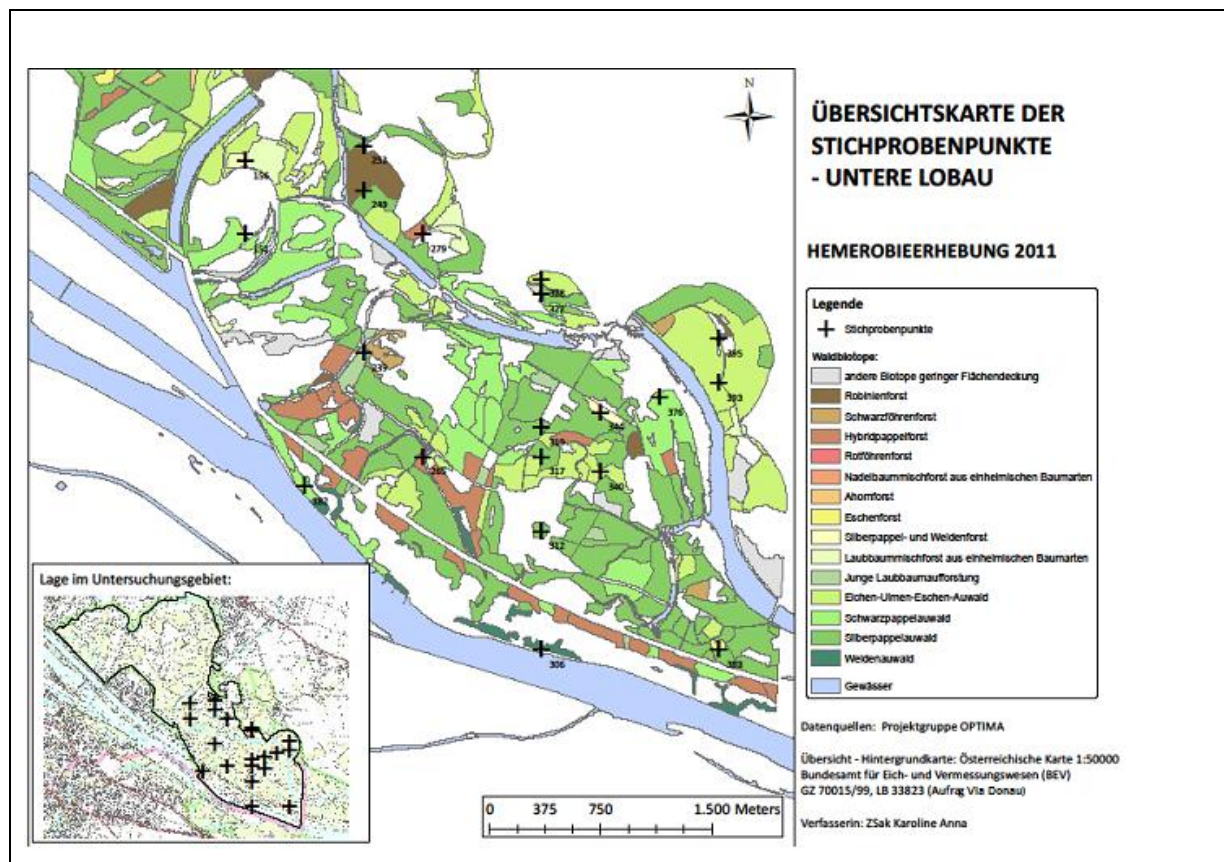 N
ÜBERSICHTSKARTE DER
STICHPROBENPUNKTE
- UNTERE LOBAU
HEMEROBIEERHEBUNG 2011
Legende
Stichprobenpunkte
Waldbiotope:
andere Biotope geringer Flächendeckung
Robinienforst
Schwarzföhrenforst
Hybridpappelforst
Rotföhrenforst
Nadelbaummischforst aus einheimischen Baumarten
Ahornforst
Eschenforst
Silberpappel- und Weidenforst
Laubbaummischforst aus einheimischen Baumarten
Junge Laubbaumaufforstung
Eichen-Ulmen-Eschen-Auwald
Schwarzpappelauwald
Silberpappelauwald
Weidenauwald
Gewässer
Datenquellen: Projektgruppe OPTIMA
Übersicht - Hintergrundkarte: Österreichische Karte 1:50000
Bundesamt für Eich- und Vermessungswesen (BEV)
GZ 70015/99, LB 33823 (Aufrag Via Donau)
Verfasserin: ZSak Karoline Anna
249
279
376
393
344
319
317
340
312
306
Lage im Untersuchungsgebiet:
0 375 750 1.500 Meters